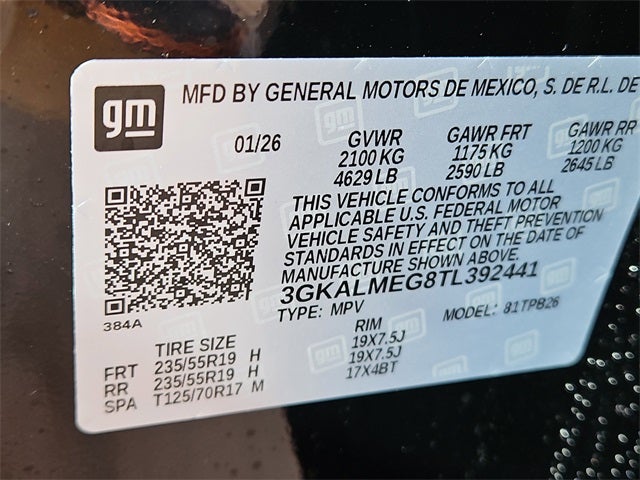 gm
MFD BY GENERAL MOTORS DE MEXICO, S. DE R.L. DE
01/26 GVWR GAWR FRT GAWR RR
2100 KG 1175 KG 1200 KG
4629 LB 2590 LB 2645 LB
THIS VEHICLE CONFORMS TO ALL
APPLICABLE U.S. FEDERAL MOTOR
VEHICLE SAFETY AND THEFT PREVENTION
STANDARDS IN EFFECT ON THE DATE OF
MANUFACTURE SHOWN ABOVE.
3GKALMEG8TL392441
TYPE: MPV MODEL: 81TPB26
384A
TIRE SIZE RIM
FRT 235/55R19 H 19X7.5J
RR 235/55R19 H 19X7.5J
SPA T125/70R17 M 17X4BT